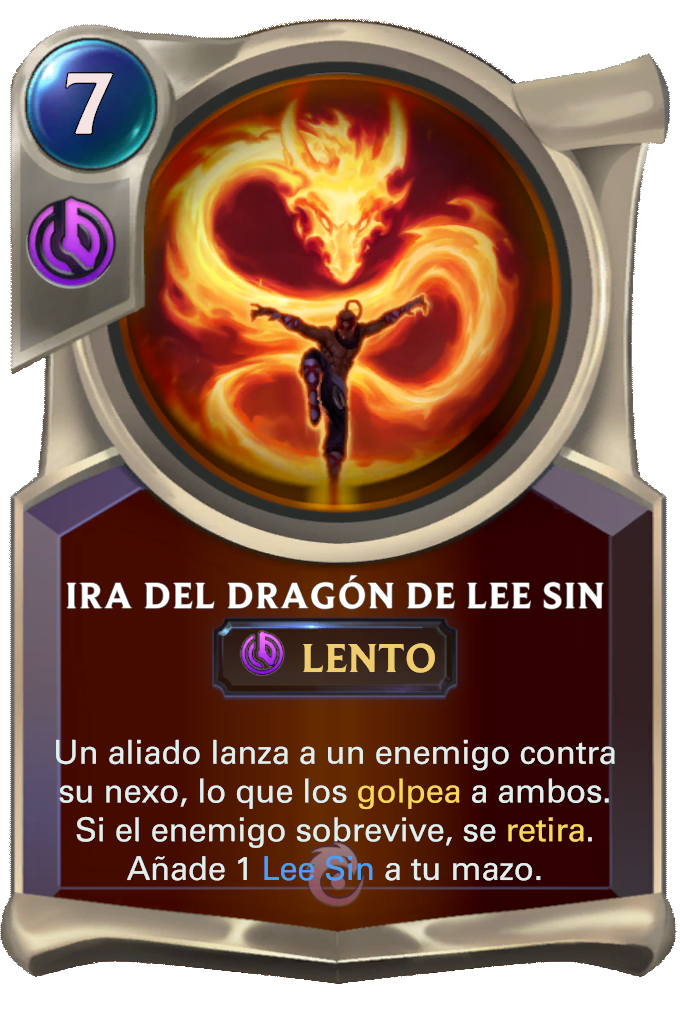 7
IRA DEL DRAGÓN DE LEE SIN
LENTO
Un aliado lanza a un enemigo contra
su nexo, lo que los golpea a ambos.
Si el enemigo sobrevive, se retira.
Añade 1 Lee Sin a tu mazo.